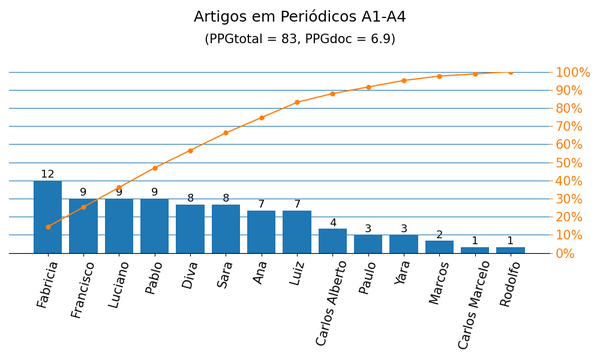 Artigos em Periódicos A1-A4
(PPGtotal = 83, PPGdoc = 6.9)
100%
90%
80%
70%
60%
50%
40%
30%
20%
10%
0%
12
9
9
9
8
8
7
7
4
3
3
2
1
1
Fabricia
Francisco
Luciano
Pablo
Diva
Sara
Ana
Luiz
Carlos Alberto
Paulo
Yara
Marcos
Carlos Marcelo
Rodolfo